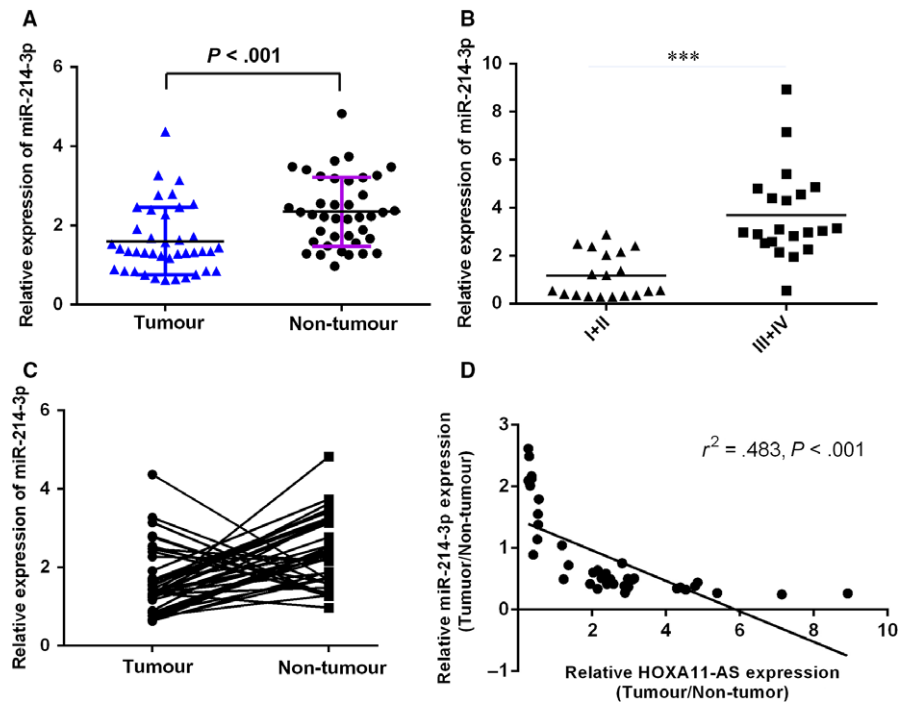 A
Relative expression of miR-214-3p
6
4
2
0
P < .001
Tumour
Non-tumour
B
Relative expression of miR-214-3p
10
8
6
4
2
0
***
I+II
III+IV
C
Relative expression of miR-214-3p
6
4
2
0
Tumour
Non-tumour
D
Relative miR-214-3p expression
(Tumuor/Non-tumour)
3
2
1
0
−1
r2 = .483, P < .001
2 4 6 8 10
Relative HOXA11-AS expression
(Tumour/Non-tumor)